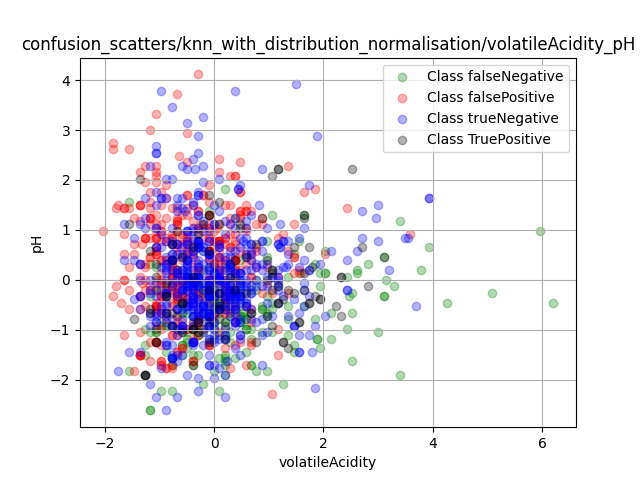 confusion_scatters/knn_with_distribution_normalisation/volatileAcidity_pH
Class falseNegative
Class falsePositive
Class trueNegative
Class TruePositive
4
3
2
1
0
−1
−2
pH
−2 0 2 4 6
volatileAcidity